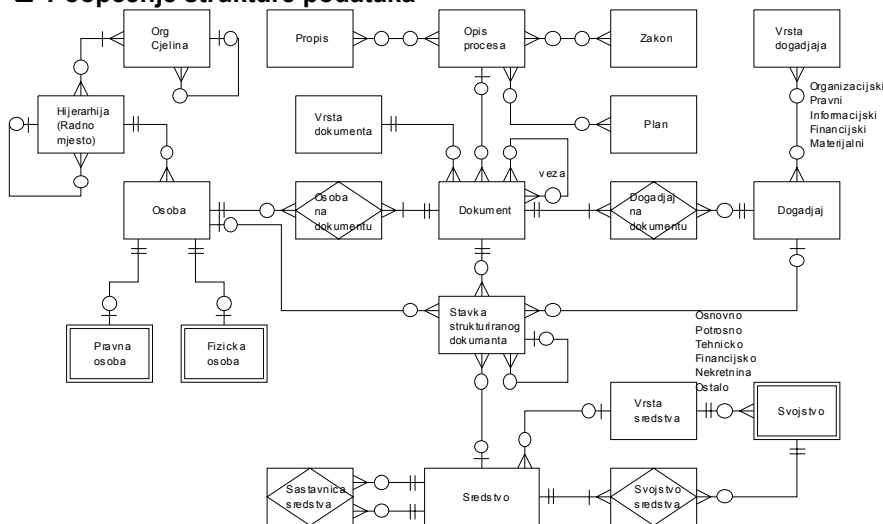 Poopćenje strukture podataka
Org
Cjelina
Propis
Opis
procesa
Zakon
Vrsta
dogadjaja
Hijerarhija
(Radno
mjesto)
Vrsta
dokumenta
Plan
Organizacijski
Pravni
Informacijski
Financijski
Materijalni
veza
Osoba
Osoba
na
dokumentu
Dokument
Dogadjaj
na
dokumentu
Dogadjaj
Stavka
strukturiranog
dokumanta
Pravna
osoba
Fizicka
osoba
Osnovno
Potrosno
Tehnicko
Financijsko
Nekretnina
Ostalo
Vrsta
sredstva
Svojstvo
Sastavnica
sredstva
Sredstvo
Svojstvo
sredstva